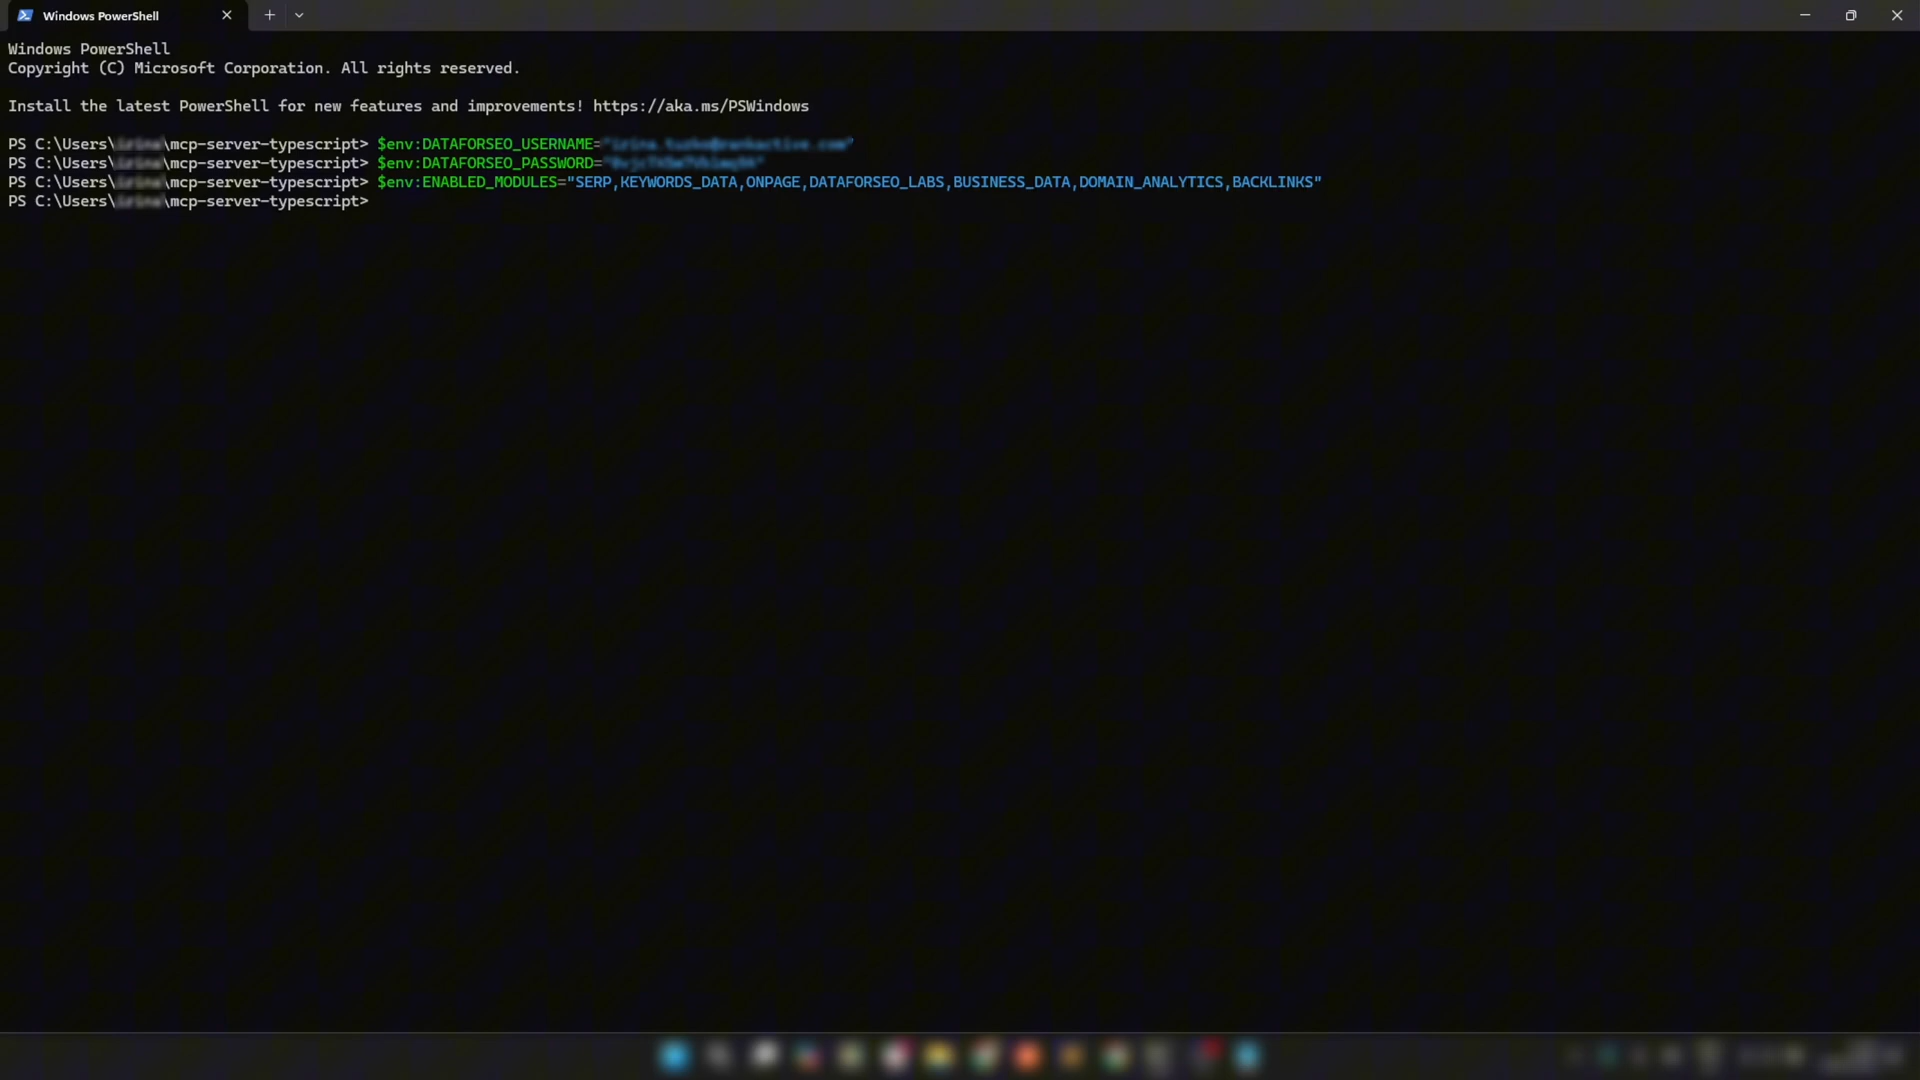 Windows PowerShell
Windows PowerShell
Copyright (C) Microsoft Corporation. All rights reserved.
Install the latest PowerShell for new features and improvements! https://aka.ms/PSWindows
PS C:\Users\ \mcp-server-typescript> $env:DATAFORSEO_USERNAME=
PS C:\Users\ \mcp-server-typescript> $env:DATAFORSEO_PASSWORD=
PS C:\Users\ \mcp-server-typescript> $env:ENABLED_MODULES="SERP,KEYWORDS_DATA,ONPAGE,DATAFORSEO_LABS,BUSINESS_DATA,DOMAIN_ANALYTICS,BACKLINKS"
PS C:\Users\ \mcp-server-typescript>